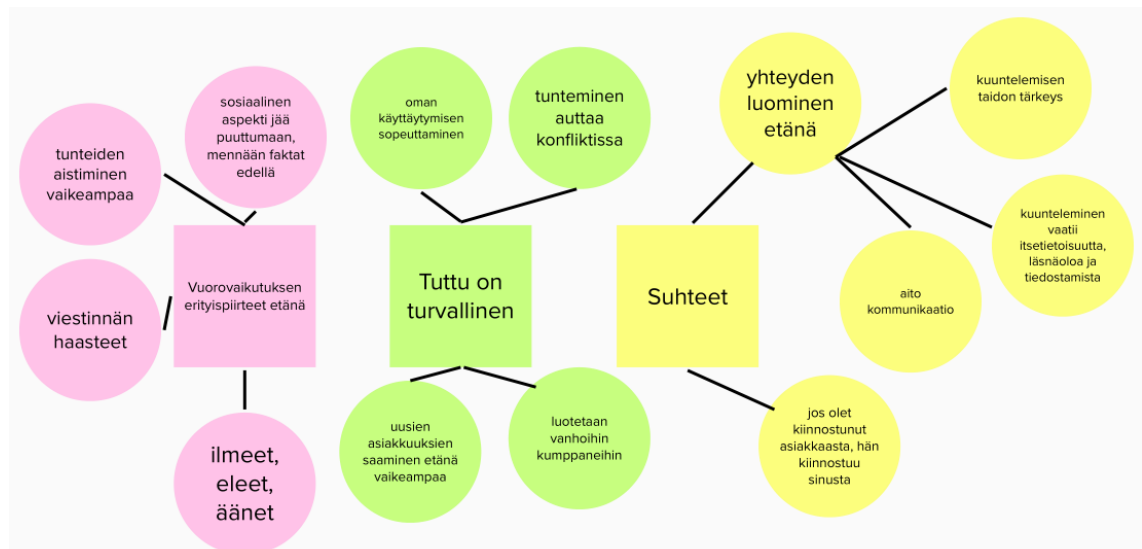 tunteiden
aistiminen
vaikeampaa
sosiaalinen
aspekti jää
puuttumaan,
mennään faktat
edellä
Vuorovaikutuksen
erityispiirteet etänä
viestinnän
haasteet
ilmeet,
eleet,
äänet
oman
käyttäytymisen
sopeuttaminen
tunteminen
auttaa
konfliktissa
Tuttu on
turvallinen
uusien
asiakkuuksien
saaminen etänä
vaikeampaa
luotetaan
vanhoihin
kumppaneihin
yhteyden
luominen
etänä
kuuntelemisen
taidon tärkeys
kuunteleminen
vaatii
itsetietoisuutta,
läsnäoloa ja
tiedostamista
aito
kommunikaatio
Suhteet
jos olet
kiinnostunut
asiakkaasta, hän
kiinnostuu
sinusta